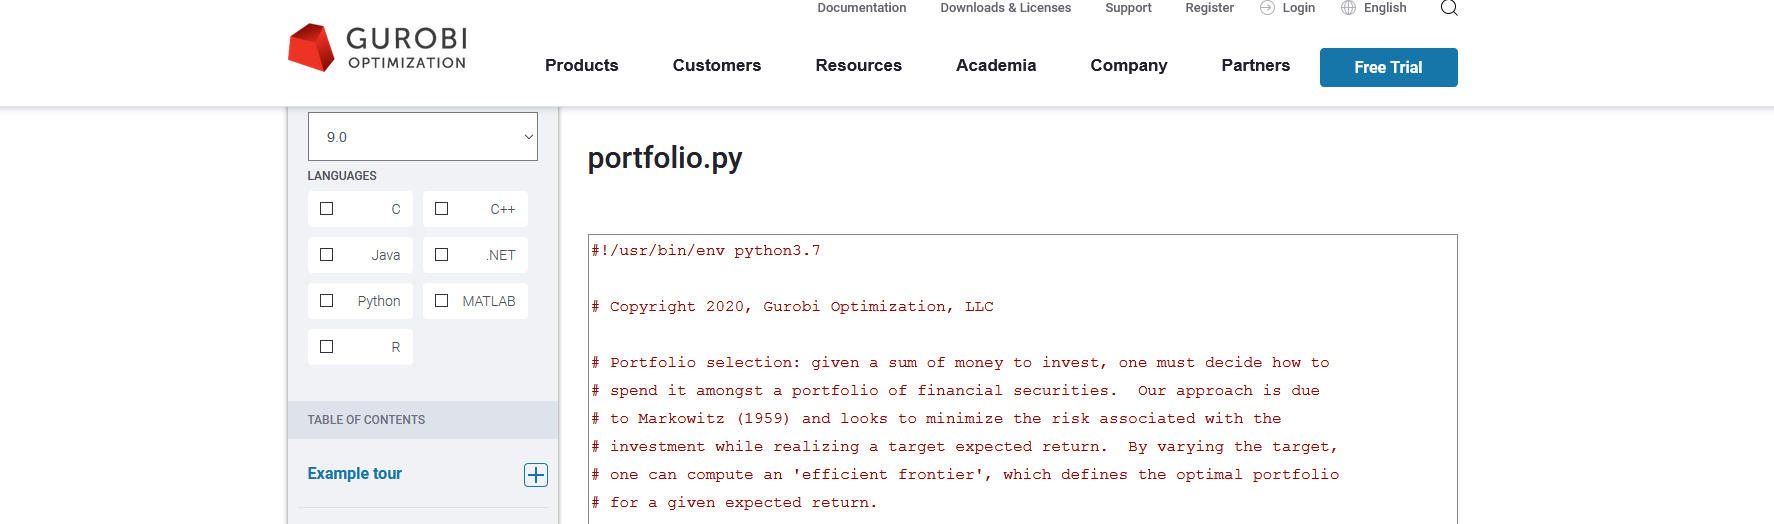 Documentation Downloads & Licenses Support Register Login English
GUROBI
OPTIMIZATION
Products Customers Resources Academia Company Partners Free Trial
9.0
LANGUAGES
C C++
Java .NET
Python MATLAB
R
TABLE OF CONTENTS
Example tour
portfolio.py
#!/usr/bin/env python3.7
# Copyright 2020, Gurobi Optimization, LLC
# Portfolio selection: given a sum of money to invest, one must decide how to
# spend it amongst a portfolio of financial securities.  Our approach is due
# to Markowitz (1959) and looks to minimize the risk associated with the
# investment while realizing a target expected return.  By varying the target,
# one can compute an 'efficient frontier', which defines the optimal portfolio
# for a given expected return.